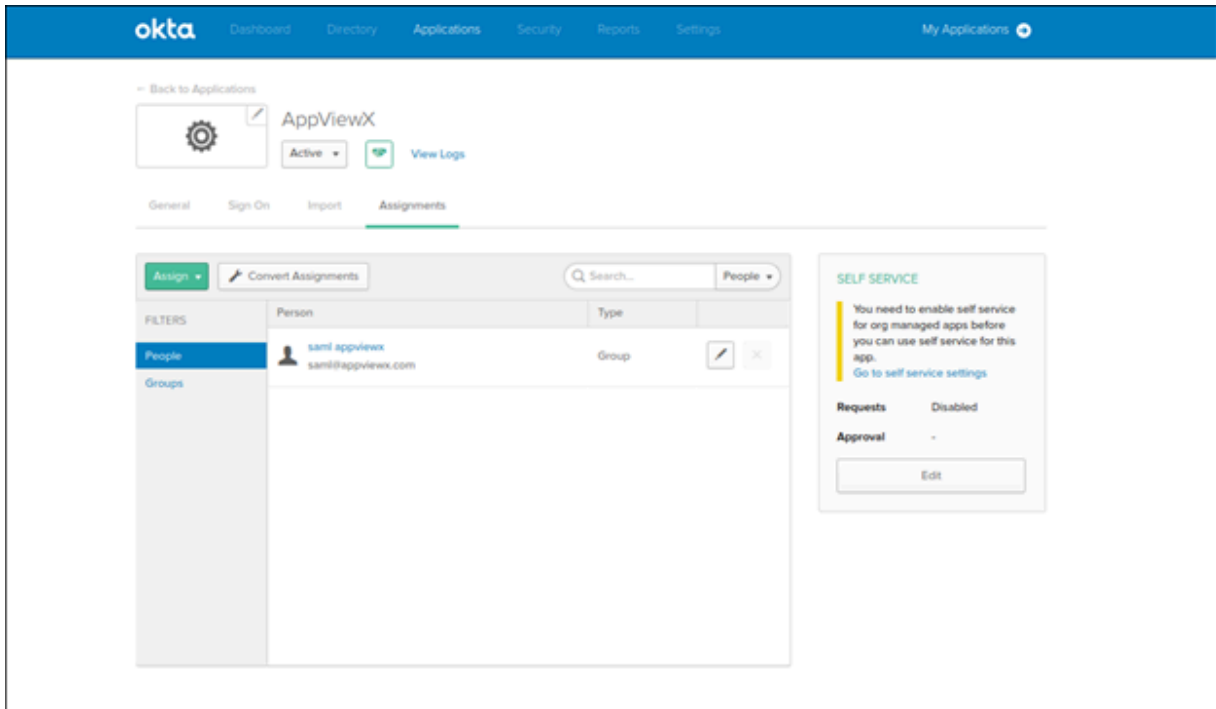 okta Dashboard Directory Applications Security Reports Settings My Applications
← Back to Applications
AppViewX
Active View Logs
General Sign On Import Assignments
Assign Convert Assignments Search... People
FILTERS
People
Groups
Person Type
saml appviewx
saml@appviewx.com
Group
SELF SERVICE
You need to enable self service
for org managed apps before
you can use self service for this
app.
Go to self service settings
Requests Disabled
Approval -
Edit